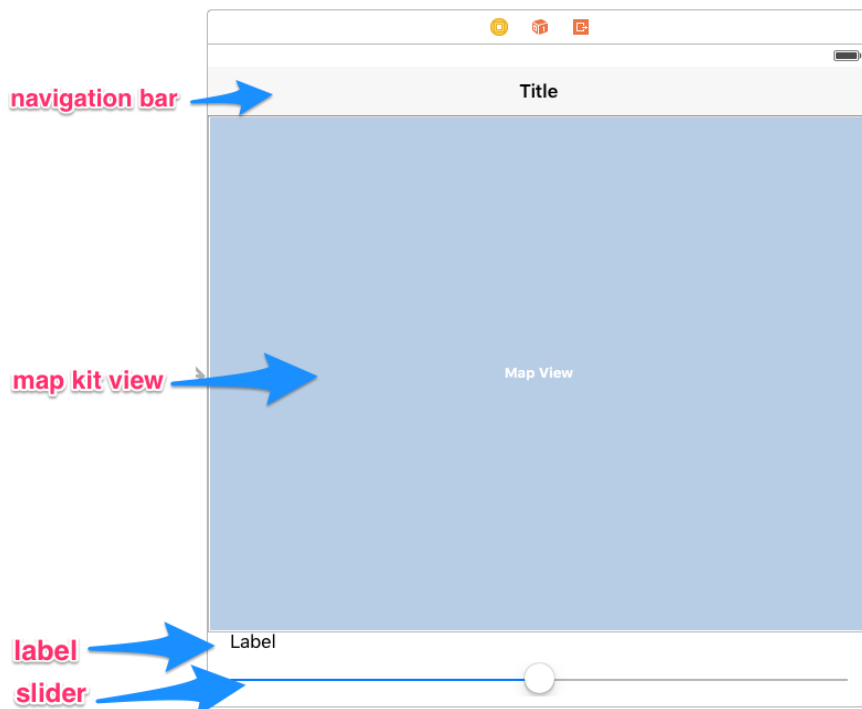 navigation bar
Title
map kit view
Map View
label
Label
slider